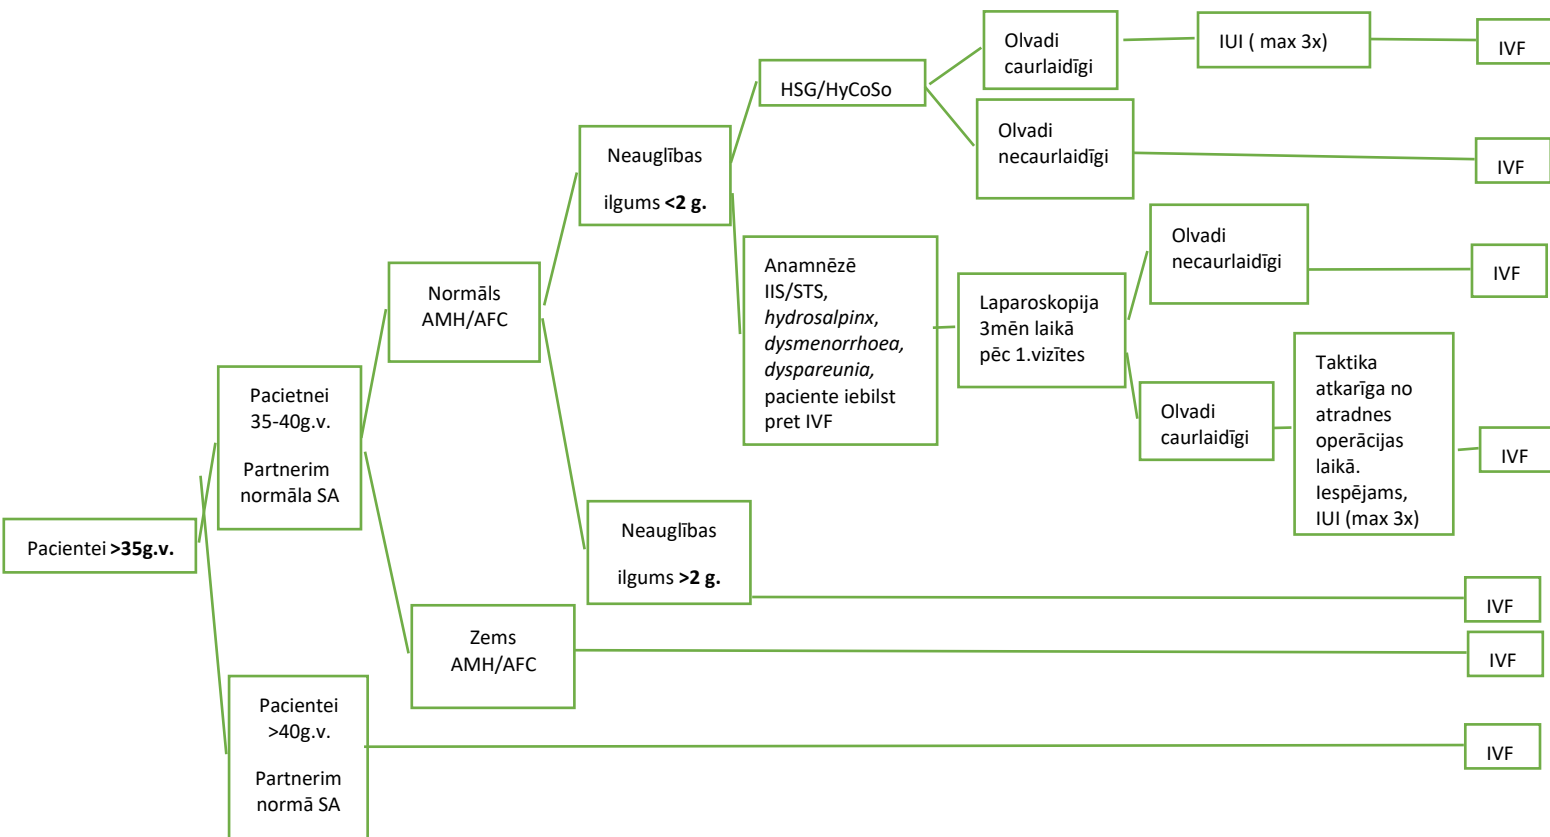 Pacientei >35g.v.
Pacietnei
35-40g.v.
Partnerim
normāla SA
Pacientei
>40g.v.
Partnerim
normā SA
Normāls
AMH/AFC
Zems
AMH/AFC
Neauglības
ilgums <2 g.
Neauglības
ilgums >2 g.
HSG/HyCoSo
Anamnēzē
IIS/STS,
hydrosalpinx,
dysmenorrhoea,
dyspareunia,
paciente iebilst
pret IVF
Olvadi
caurlaidīgi
Olvadi
necaurlaidīgi
Laparoskopija
3mēn laikā
pēc 1.vizītes
Olvadi
necaurlaidīgi
Olvadi
caurlaidīgi
IUI ( max 3x)
Taktika
atkarīga no
atradnes
operācijas
laikā.
Iespējams,
IUI (max 3x)
IVF
IVF
IVF
IVF
IVF
IVF
IVF